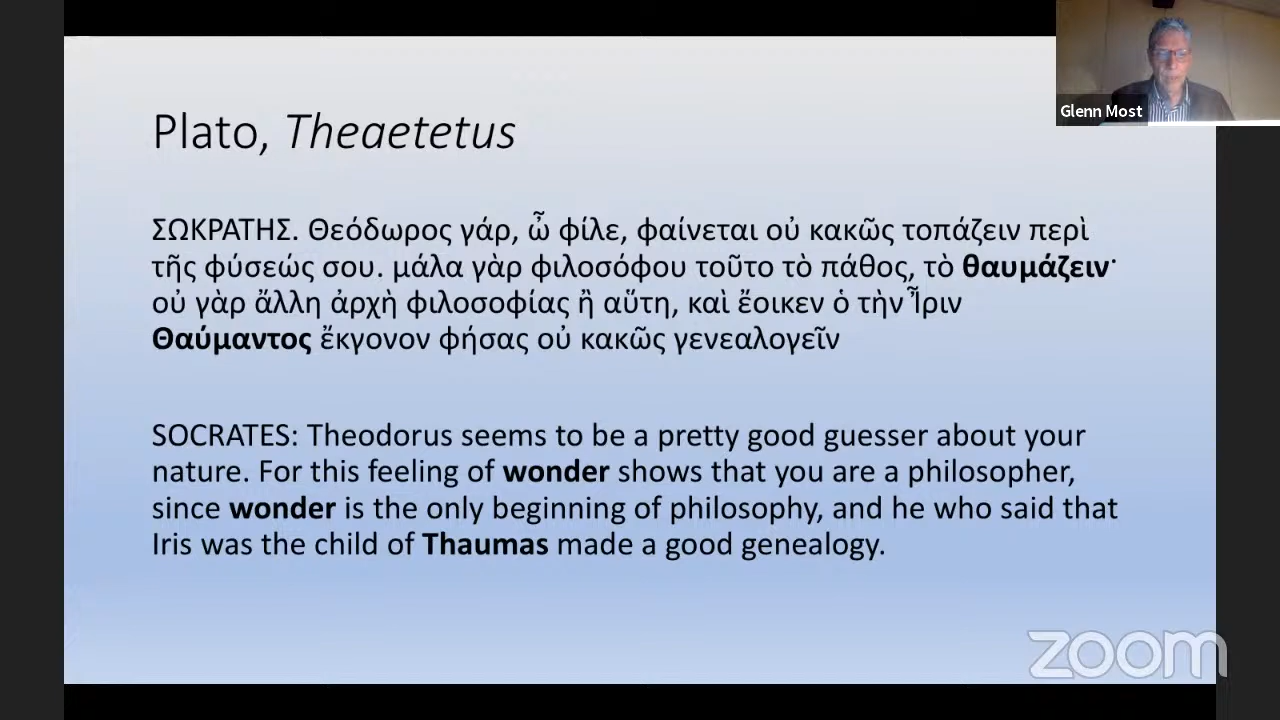 Glenn Most
Plato, Theaetetus
ΣΩΚΡΑΤΗΣ. Θεόδωρος γάρ, ὦ φίλε, φαίνεται οὐ κακῶς τοπάζειν περὶ
τῆς φύσεώς σου. μάλα γὰρ φιλοσόφου τοῦτο τὸ πάθος, τὸ θαυμάζειν·
οὐ γὰρ ἄλλη ἀρχὴ φιλοσοφίας ἢ αὕτη, καὶ ἔοικεν ὁ τὴν Ἶριν
Θαύμαντος ἔκγονον φήσας οὐ κακῶς γενεαλογεῖν
SOCRATES: Theodorus seems to be a pretty good guesser about your
nature. For this feeling of wonder shows that you are a philosopher,
since wonder is the only beginning of philosophy, and he who said that
Iris was the child of Thaumas made a good genealogy.
zoom